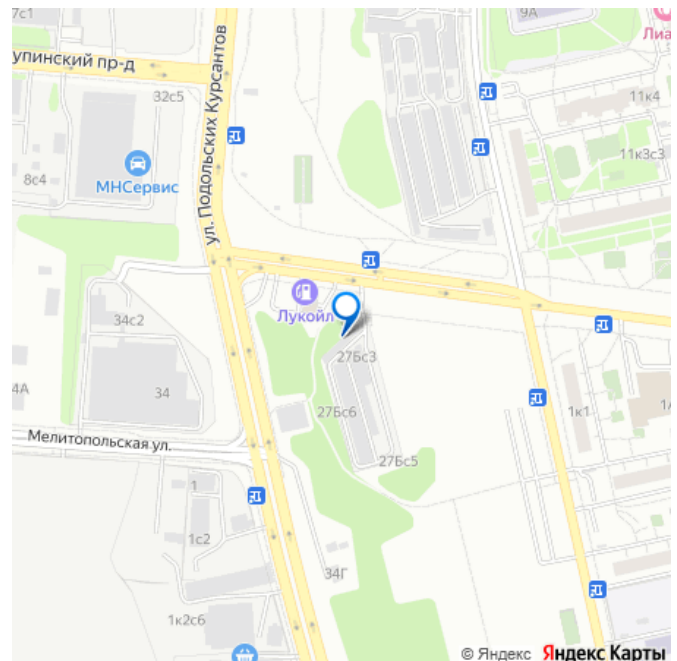 7с1
9А
Лиа
упинский пр-д
32с5
ул. Подольских Курсантов
11к4
11к3с3
МНСервис
8с4
Лукойл
34с2
27Бс3
34
4А
27Бс6
1к1
1А
Мелитопольская ул.
27Бс5
1
1с2
34Г
1к2с6
© Яндекс Яндекс Карты